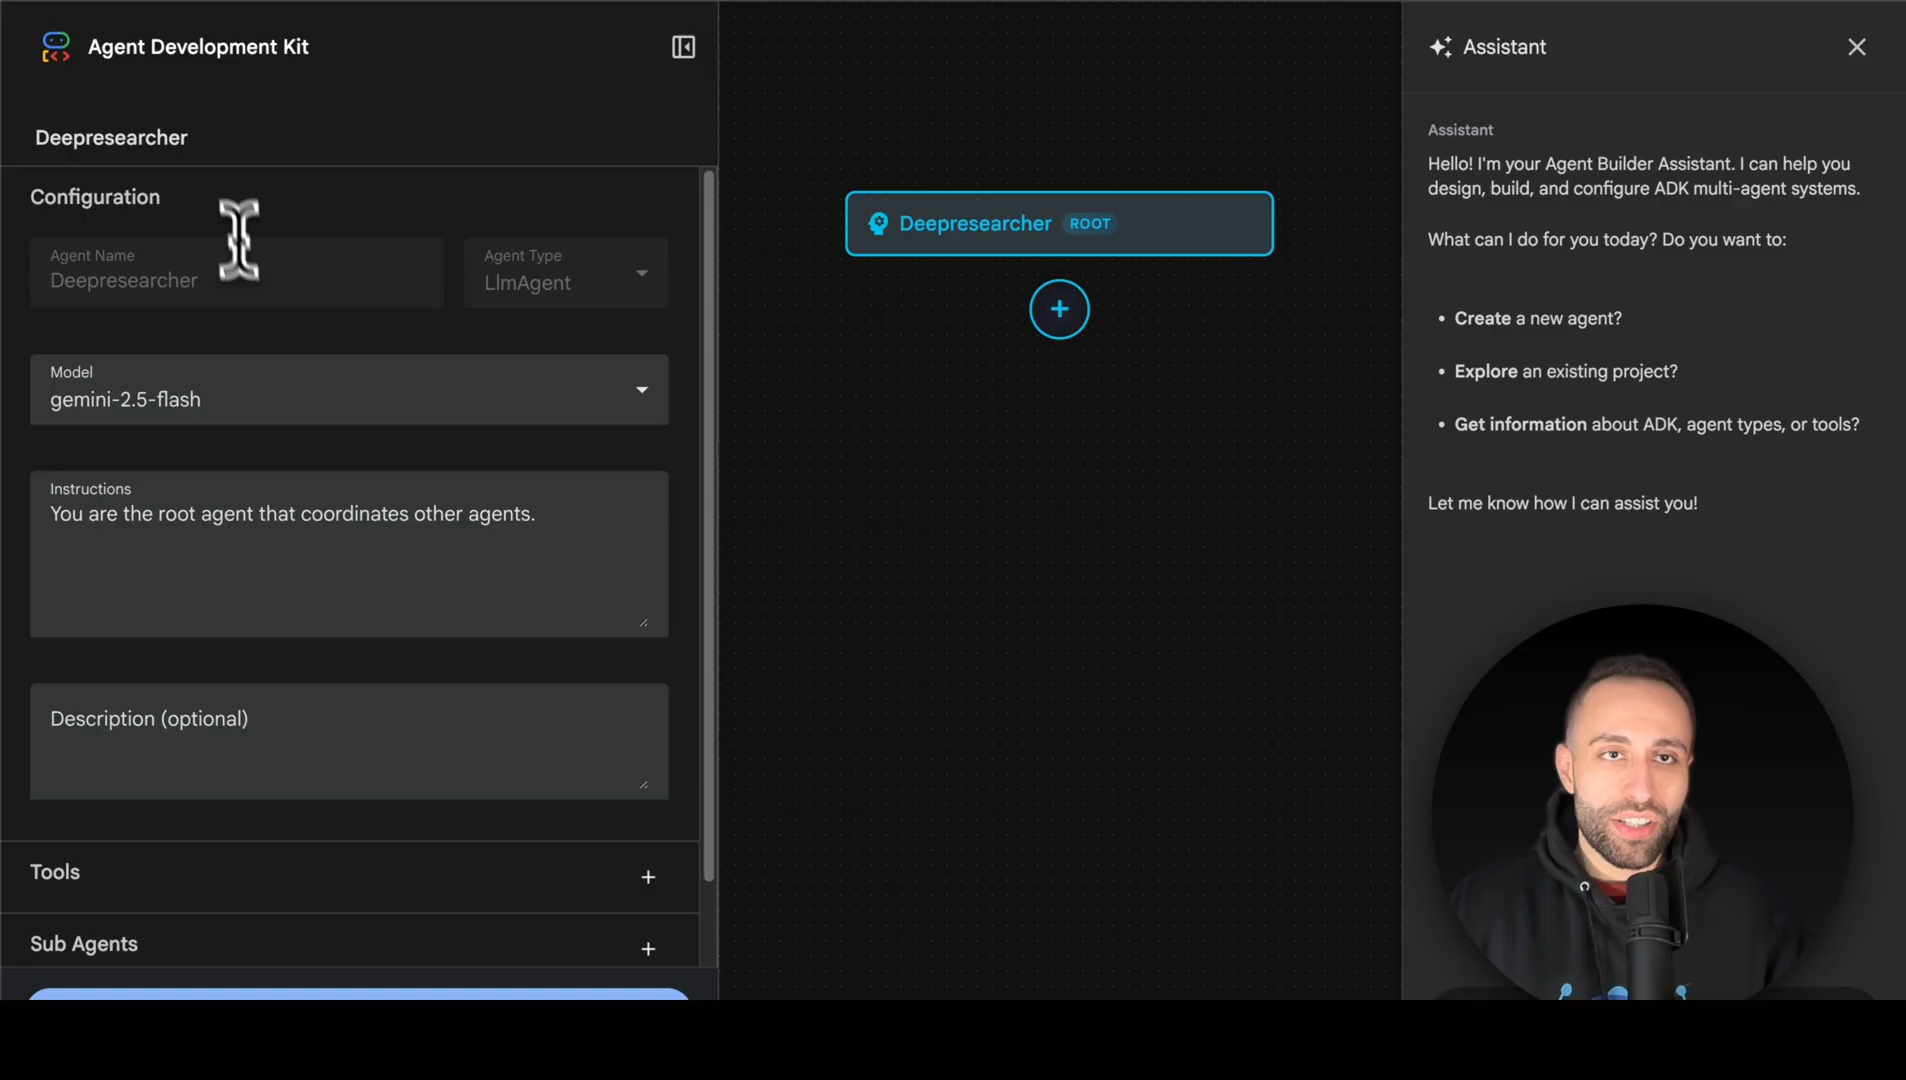 Agent Development Kit
Deepresearcher
Configuration
Agent Name
Deepresearcher
Agent Type
LlmAgent
Model
gemini-2.5-flash
Instructions
You are the root agent that coordinates other agents.
Description (optional)
Tools
Sub Agents
Deepresearcher ROOT
Assistant
Assistant
Hello! I'm your Agent Builder Assistant. I can help you
design, build, and configure ADK multi-agent systems.
What can I do for you today? Do you want to:
• Create a new agent?
• Explore an existing project?
• Get information about ADK, agent types, or tools?
Let me know how I can assist you!